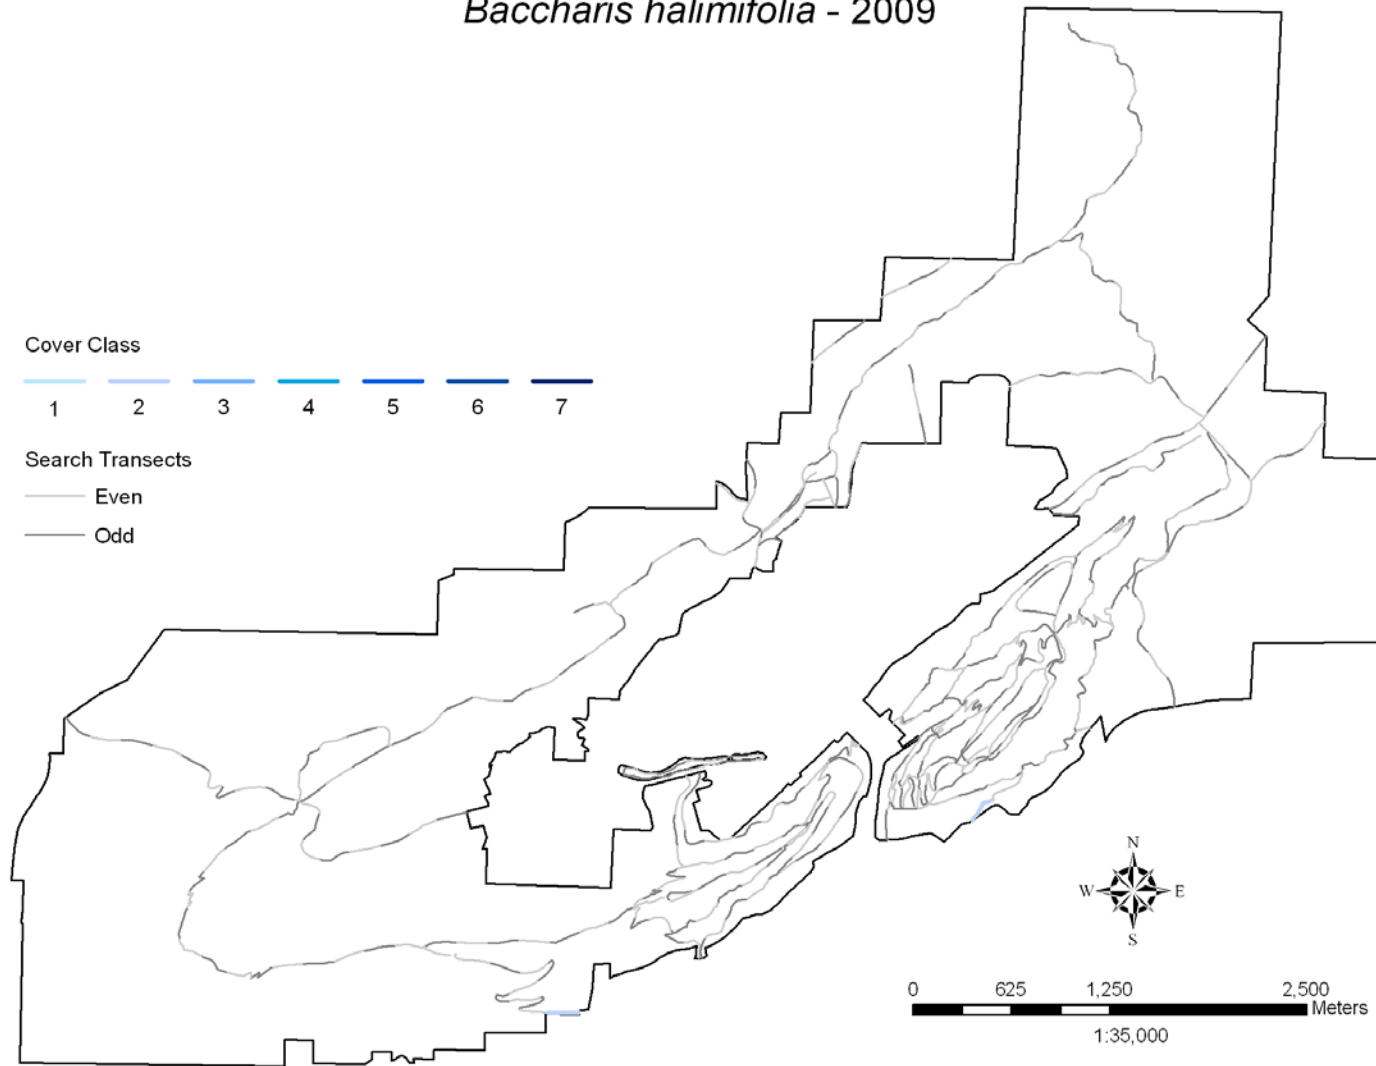 Baccharis halimifolia - 2009
Cover Class
1 2 3 4 5 6 7
Search Transects
Even
Odd
N
W E
S
0 625 1,250 2,500
Meters
1:35,000